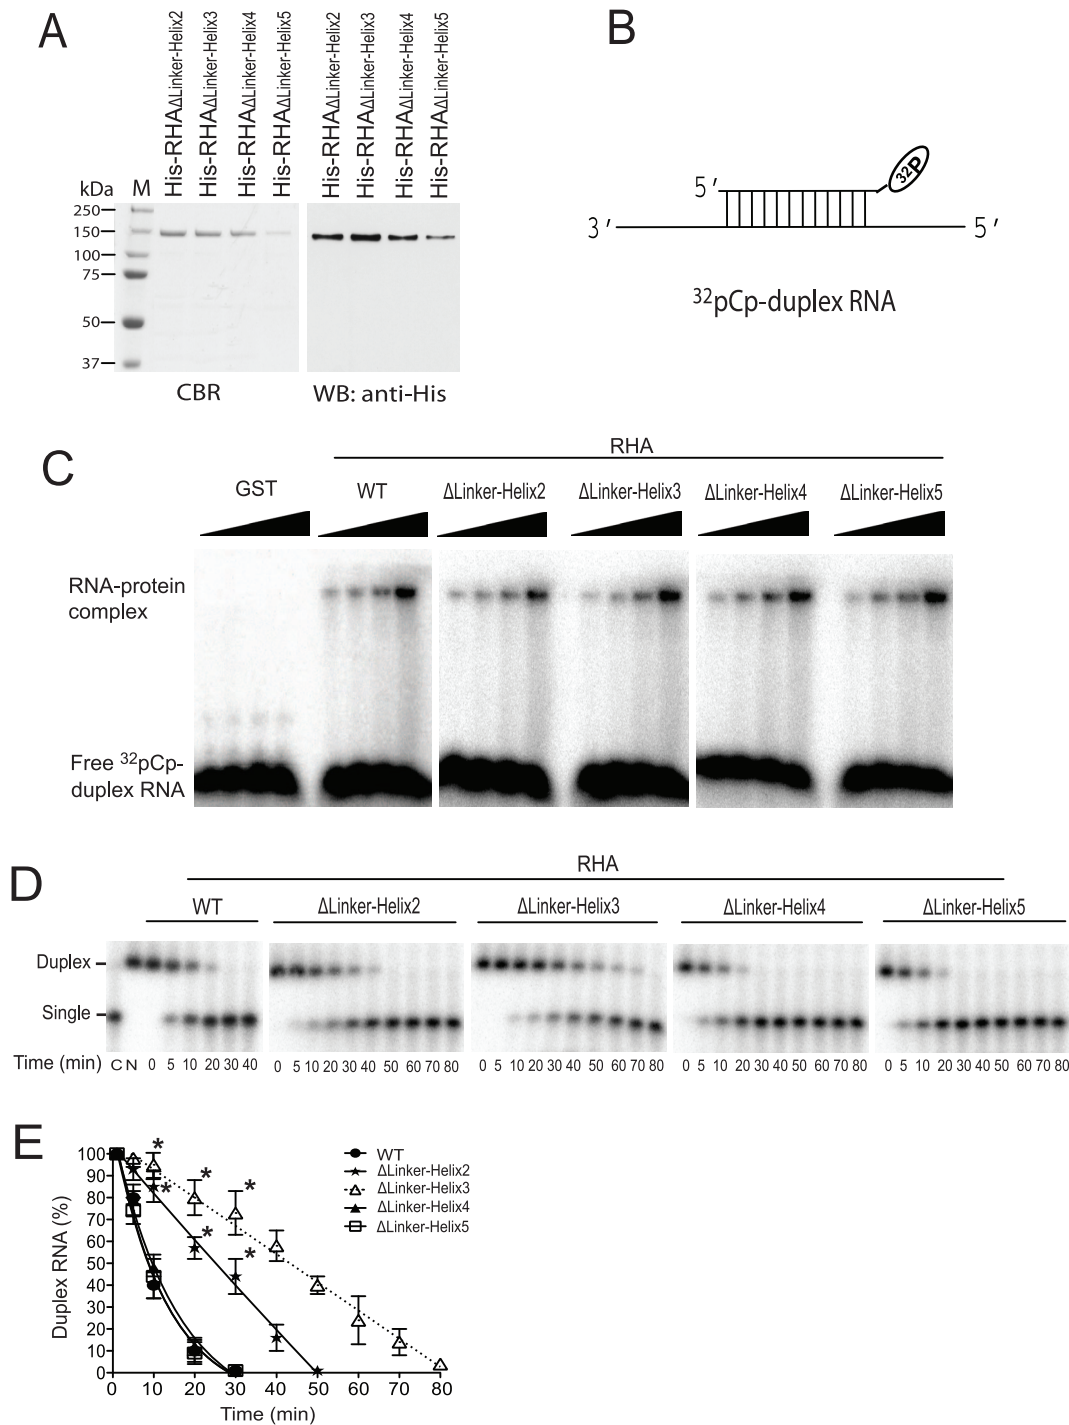 A
His-RHAΔLinker-Helix2
His-RHAΔLinker-Helix3
His-RHAΔLinker-Helix4
His-RHAΔLinker-Helix5
His-RHAΔLinker-Helix2
His-RHAΔLinker-Helix3
His-RHAΔLinker-Helix4
His-RHAΔLinker-Helix5
kDa M
250
150
100
75
50
37
CBR
WB: anti-His
B
32P
5 ′
3 ′ 5 ′
32pCp-duplex RNA
C
RHA
GST WT ΔLinker-Helix2 ΔLinker-Helix3 ΔLinker-Helix4 ΔLinker-Helix5
RNA-protein
complex
Free 32pCp-
duplex RNA
D
RHA
WT ΔLinker-Helix2 ΔLinker-Helix3 ΔLinker-Helix4 ΔLinker-Helix5
Duplex
Single
Time (min) C N 0 5 10 20 30 40 0 5 10 20 30 40 50 60 70 80 0 5 10 20 30 40 50 60 70 80 0 5 10 20 30 40 50 60 70 80 0 5 10 20 30 40 50 60 70 80
E
Duplex RNA (%)
100
90
80
70
60
50
40
30
20
10
0
* * * * * *
WT
ΔLinker-Helix2
ΔLinker-Helix3
ΔLinker-Helix4
ΔLinker-Helix5
0 10 20 30 40 50 60 70 80
Time (min)